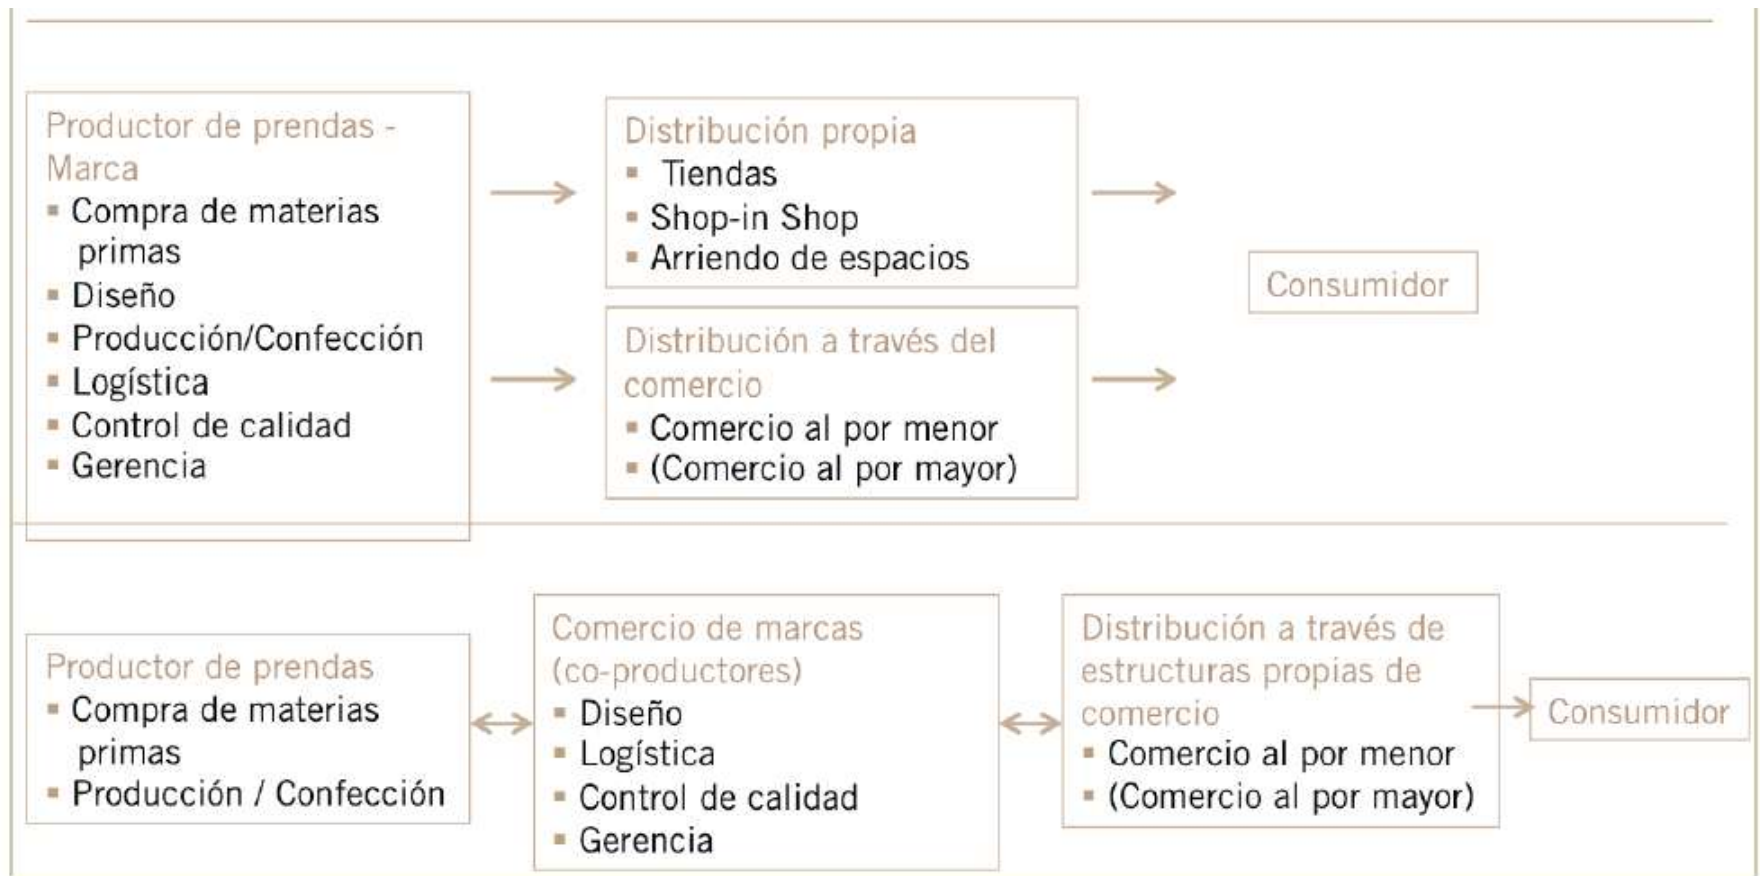 Productor de prendas -
Marca
▪ Compra de materias
primas
▪ Diseño
▪ Producción/Confección
▪ Logística
▪ Control de calidad
▪ Gerencia
Distribución propia
▪ Tiendas
▪ Shop-in Shop
▪ Arriendo de espacios
Distribución a través del
comercio
▪ Comercio al por menor
▪ (Comercio al por mayor)
Consumidor
Productor de prendas
▪ Compra de materias
primas
▪ Producción / Confección
Comercio de marcas
(co-productores)
▪ Diseño
▪ Logística
▪ Control de calidad
▪ Gerencia
Distribución a través de
estructuras propias de
comercio
▪ Comercio al por menor
▪ (Comercio al por mayor)
Consumidor